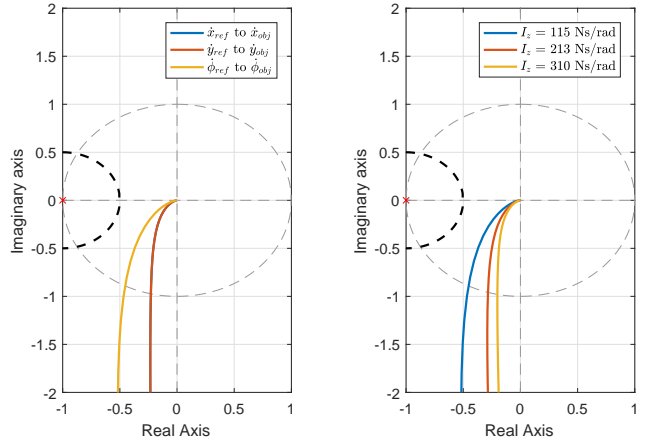 2
1.5
1
0.5
0
-0.5
-1
-1.5
-2
Imaginary axis
-1 -0.5 0 0.5 1
Real Axis
ẋ_ref to ẋ_obj
ẏ_ref to ẏ_obj
ϕ̇_ref to ϕ̇_obj
2
1.5
1
0.5
0
-0.5
-1
-1.5
-2
Imaginary axis
-1 -0.5 0 0.5 1
Real Axis
I_z = 115 Ns/rad
I_z = 213 Ns/rad
I_z = 310 Ns/rad